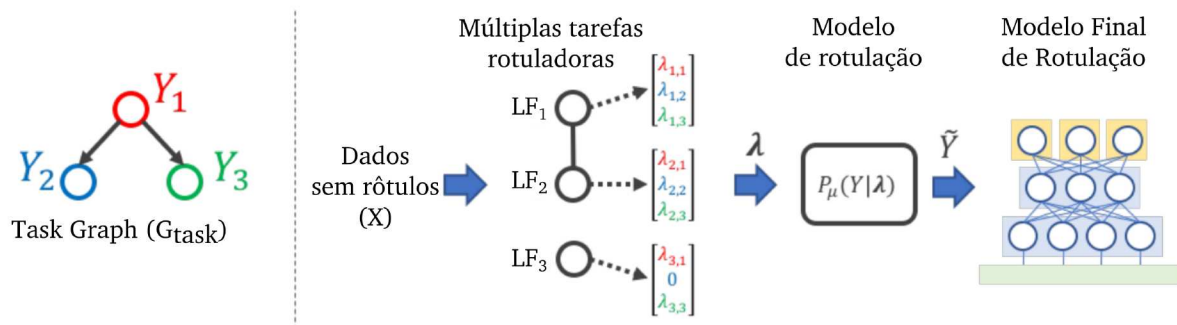 Y₁
Y₂
Y₃
Task Graph (G_task)
Dados
sem rôtulos
(X)
Múltiplas tarefas
rotuladoras
LF₁
λ₁,₁
λ₁,₂
λ₁,₃
LF₂
λ₂,₁
λ₂,₂
λ₂,₃
LF₃
λ₃,₁
0
λ₃,₃
λ
Modelo
de rotulação
P_μ(Y|λ)
Ỹ
Modelo Final
de Rotulação